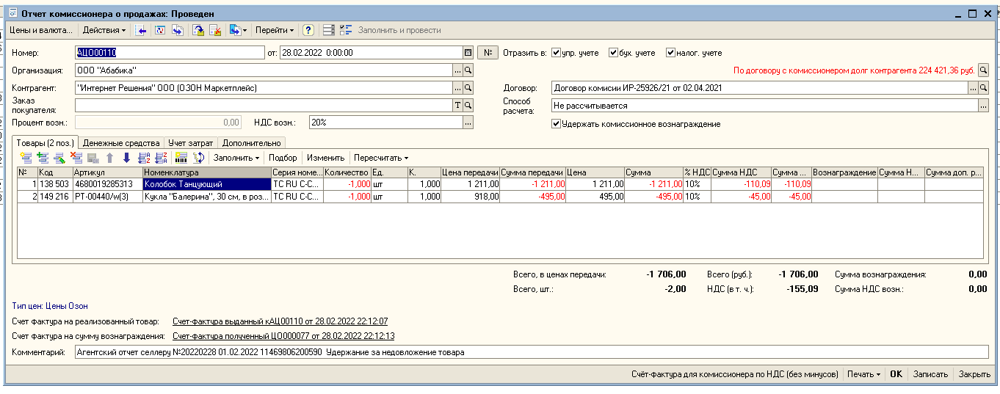 Отчет комиссионера о продажах: Проведен
Цены и валюта... Действия Перейти Заполнить и провести
Номер: АЦО00110 от: 28.02.2022 0:00:00 № Отразить в: упр. учете бух. учете налог. учете
Организация: ООО "Абабика" По договору с комиссионером долг контрагента 224 421,36 руб.
Контрагент: "Интернет Решения" ООО (ОЗОН Маркетплейс) Договор: Договор комисии ИР-25926/21 от 02.04.2021
Заказ покупателя: Способ расчета: Не рассчитывается
Процент возн.: 0,00 НДС возн.: 20% Удержать комиссионное вознаграждение
Товары (2 поз.) Денежные средства Учет затрат Дополнительно
Заполнить Подбор Изменить Пересчитать
№ Код Артикул Номенклатура Серия номе... Количество Ед. К. Цена передачи Сумма передачи Цена Сумма % НДС Сумма НДС Сумма ... Вознаграждение Сумма Н... Сумма доп. р...
1 138 503 4680019285313 Колобок Танцующий TC RU C-C... -1,000 шт 1,000 1 211,00 -1 211,00 1 211,00 -1 211,00 10% -110,09 -110,09
2 149 216 PT-00440/w(3) Кукла "Балерина", 30 см, в роз... TC RU C-C... -1,000 шт 1,000 918,00 -495,00 495,00 -495,00 10% -45,00 -45,00
Всего, в ценах передачи: -1 706,00 Всего (руб.): -1 706,00 Сумма вознаграждения: 0,00
Всего, шт.: -2,00 НДС (в т. ч.): -155,09 Сумма НДС возн.: 0,00
Тип цен: Цены Озон
Счет фактура на реализованный товар: Счет-фактура выданный кАЦ00110 от 28.02.2022 22:12:07
Счет фактура на сумму вознаграждения: Счет-фактура полученный ЦО000077 от 28.02.2022 22:12:13
Комментарий: Агентский отчет селлеру №20220228 01.02.2022 11469806200590 Удержание за недовложение товара
Счёт-фактура для комиссионера по НДС (без минусов) Печать OK Записать Закрыть